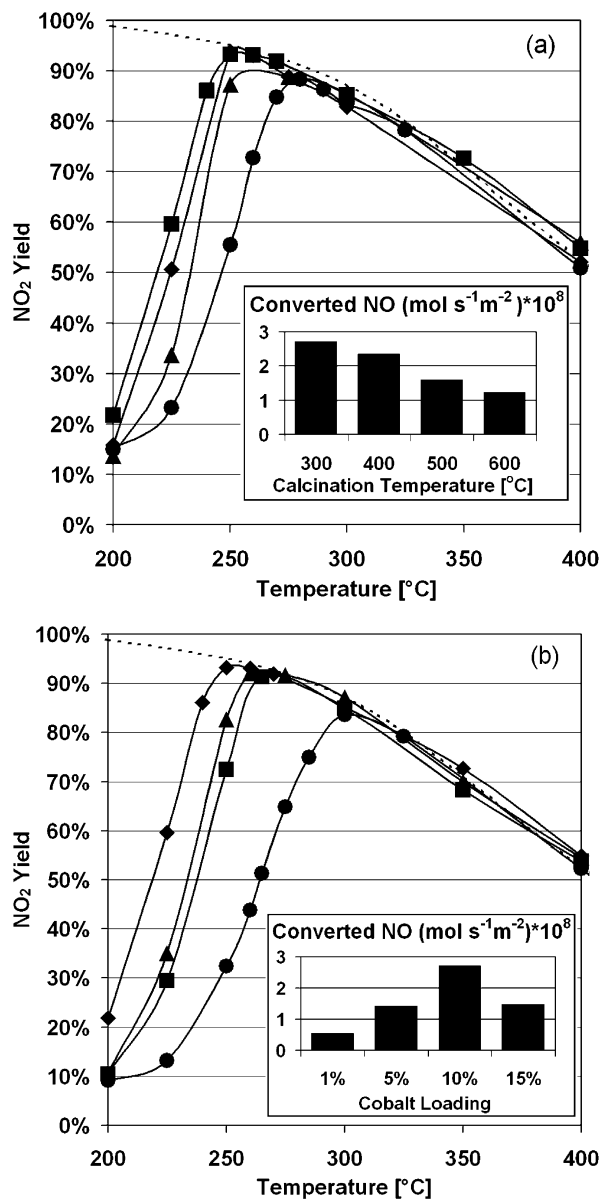 100%
(a)
90%
80%
70%
60%
50%
40%
30%
20%
10%
0%
NO₂ Yield
Converted NO (mol s⁻¹m⁻² )*10⁸
3
2
1
0
300 400 500 600
Calcination Temperature [°C]
200 250 300 350 400
Temperature [°C]
100%
(b)
90%
80%
70%
60%
50%
40%
30%
20%
10%
0%
NO₂ Yield
Converted NO (mol s⁻¹m⁻²)*10⁸
3
2
1
0
1% 5% 10% 15%
Cobalt Loading
200 250 300 350 400
Temperature [°C]